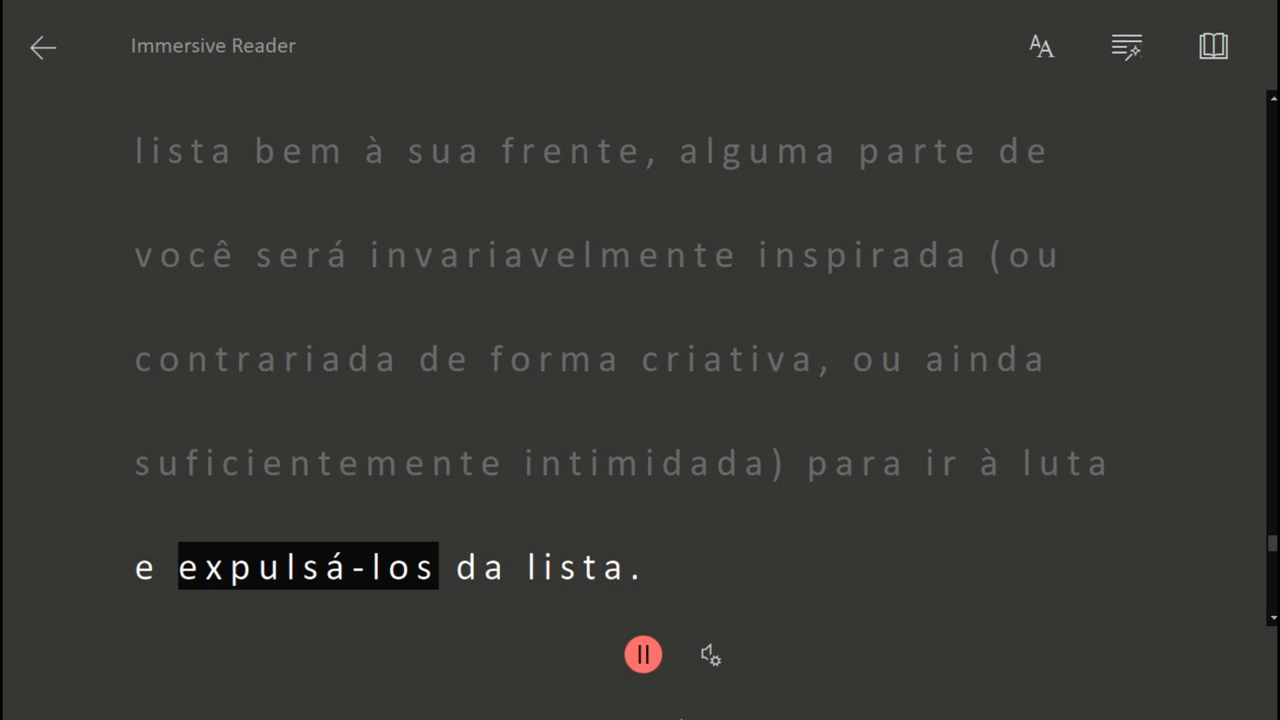 Immersive Reader
lista bem à sua frente, alguma parte de
você será invariavelmente inspirada (ou
contrariada de forma criativa, ou ainda
suficientemente intimidada) para ir à luta
e expulsá-los da lista.